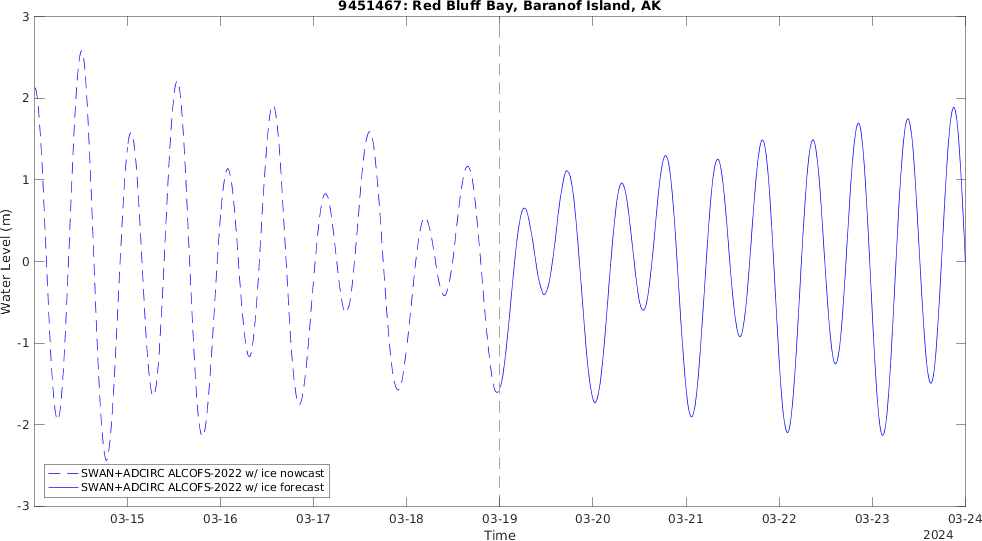 9451467: Red Bluff Bay, Baranof Island, AK
3
2
1
0
-1
-2
-3
Water Level (m)
SWAN+ADCIRC ALCOFS-2022 w/ ice nowcast
SWAN+ADCIRC ALCOFS-2022 w/ ice forecast
03-15 03-16 03-17 03-18 03-19 03-20 03-21 03-22 03-23 03-24
Time
2024